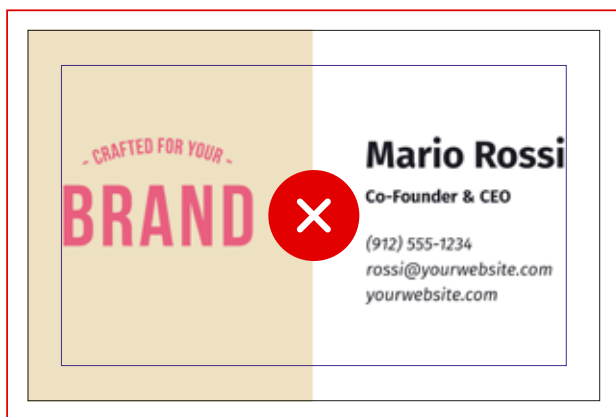 - CRAFTED FOR YOUR -
BRAND
Mario Rossi
Co-Founder & CEO
(912) 555-1234
rossi@yourwebsite.com
yourwebsite.com